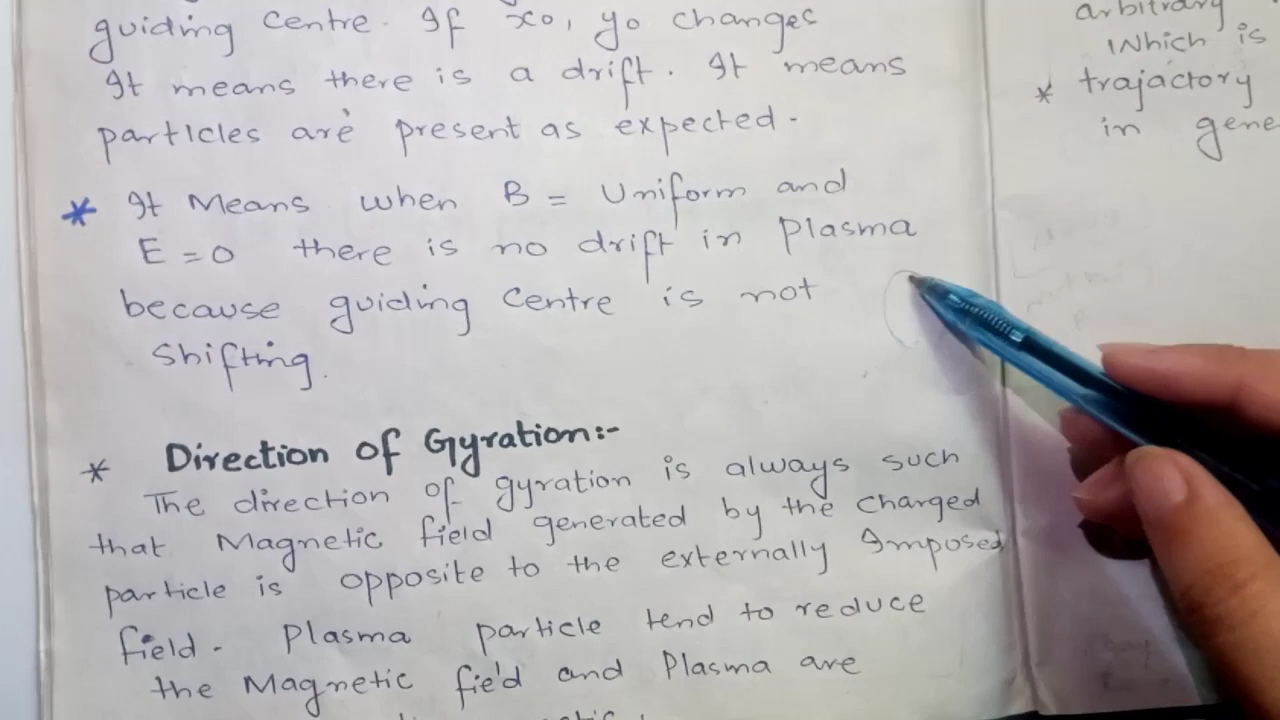 guiding centre. If x0, y0 changes
It means there is a drift. It means
particles are present as expected.
* It Means when B = Uniform and
E = 0 there is no drift in Plasma
because guiding Centre is not
Shifting.
* Direction of Gyration:-
The direction of gyration is always such
that Magnetic field generated by the charged
particle is opposite to the externally Imposed
field. Plasma particle tend to reduce
the Magnetic field and Plasma are
arbitrary
Which is
* trajactory
in gene